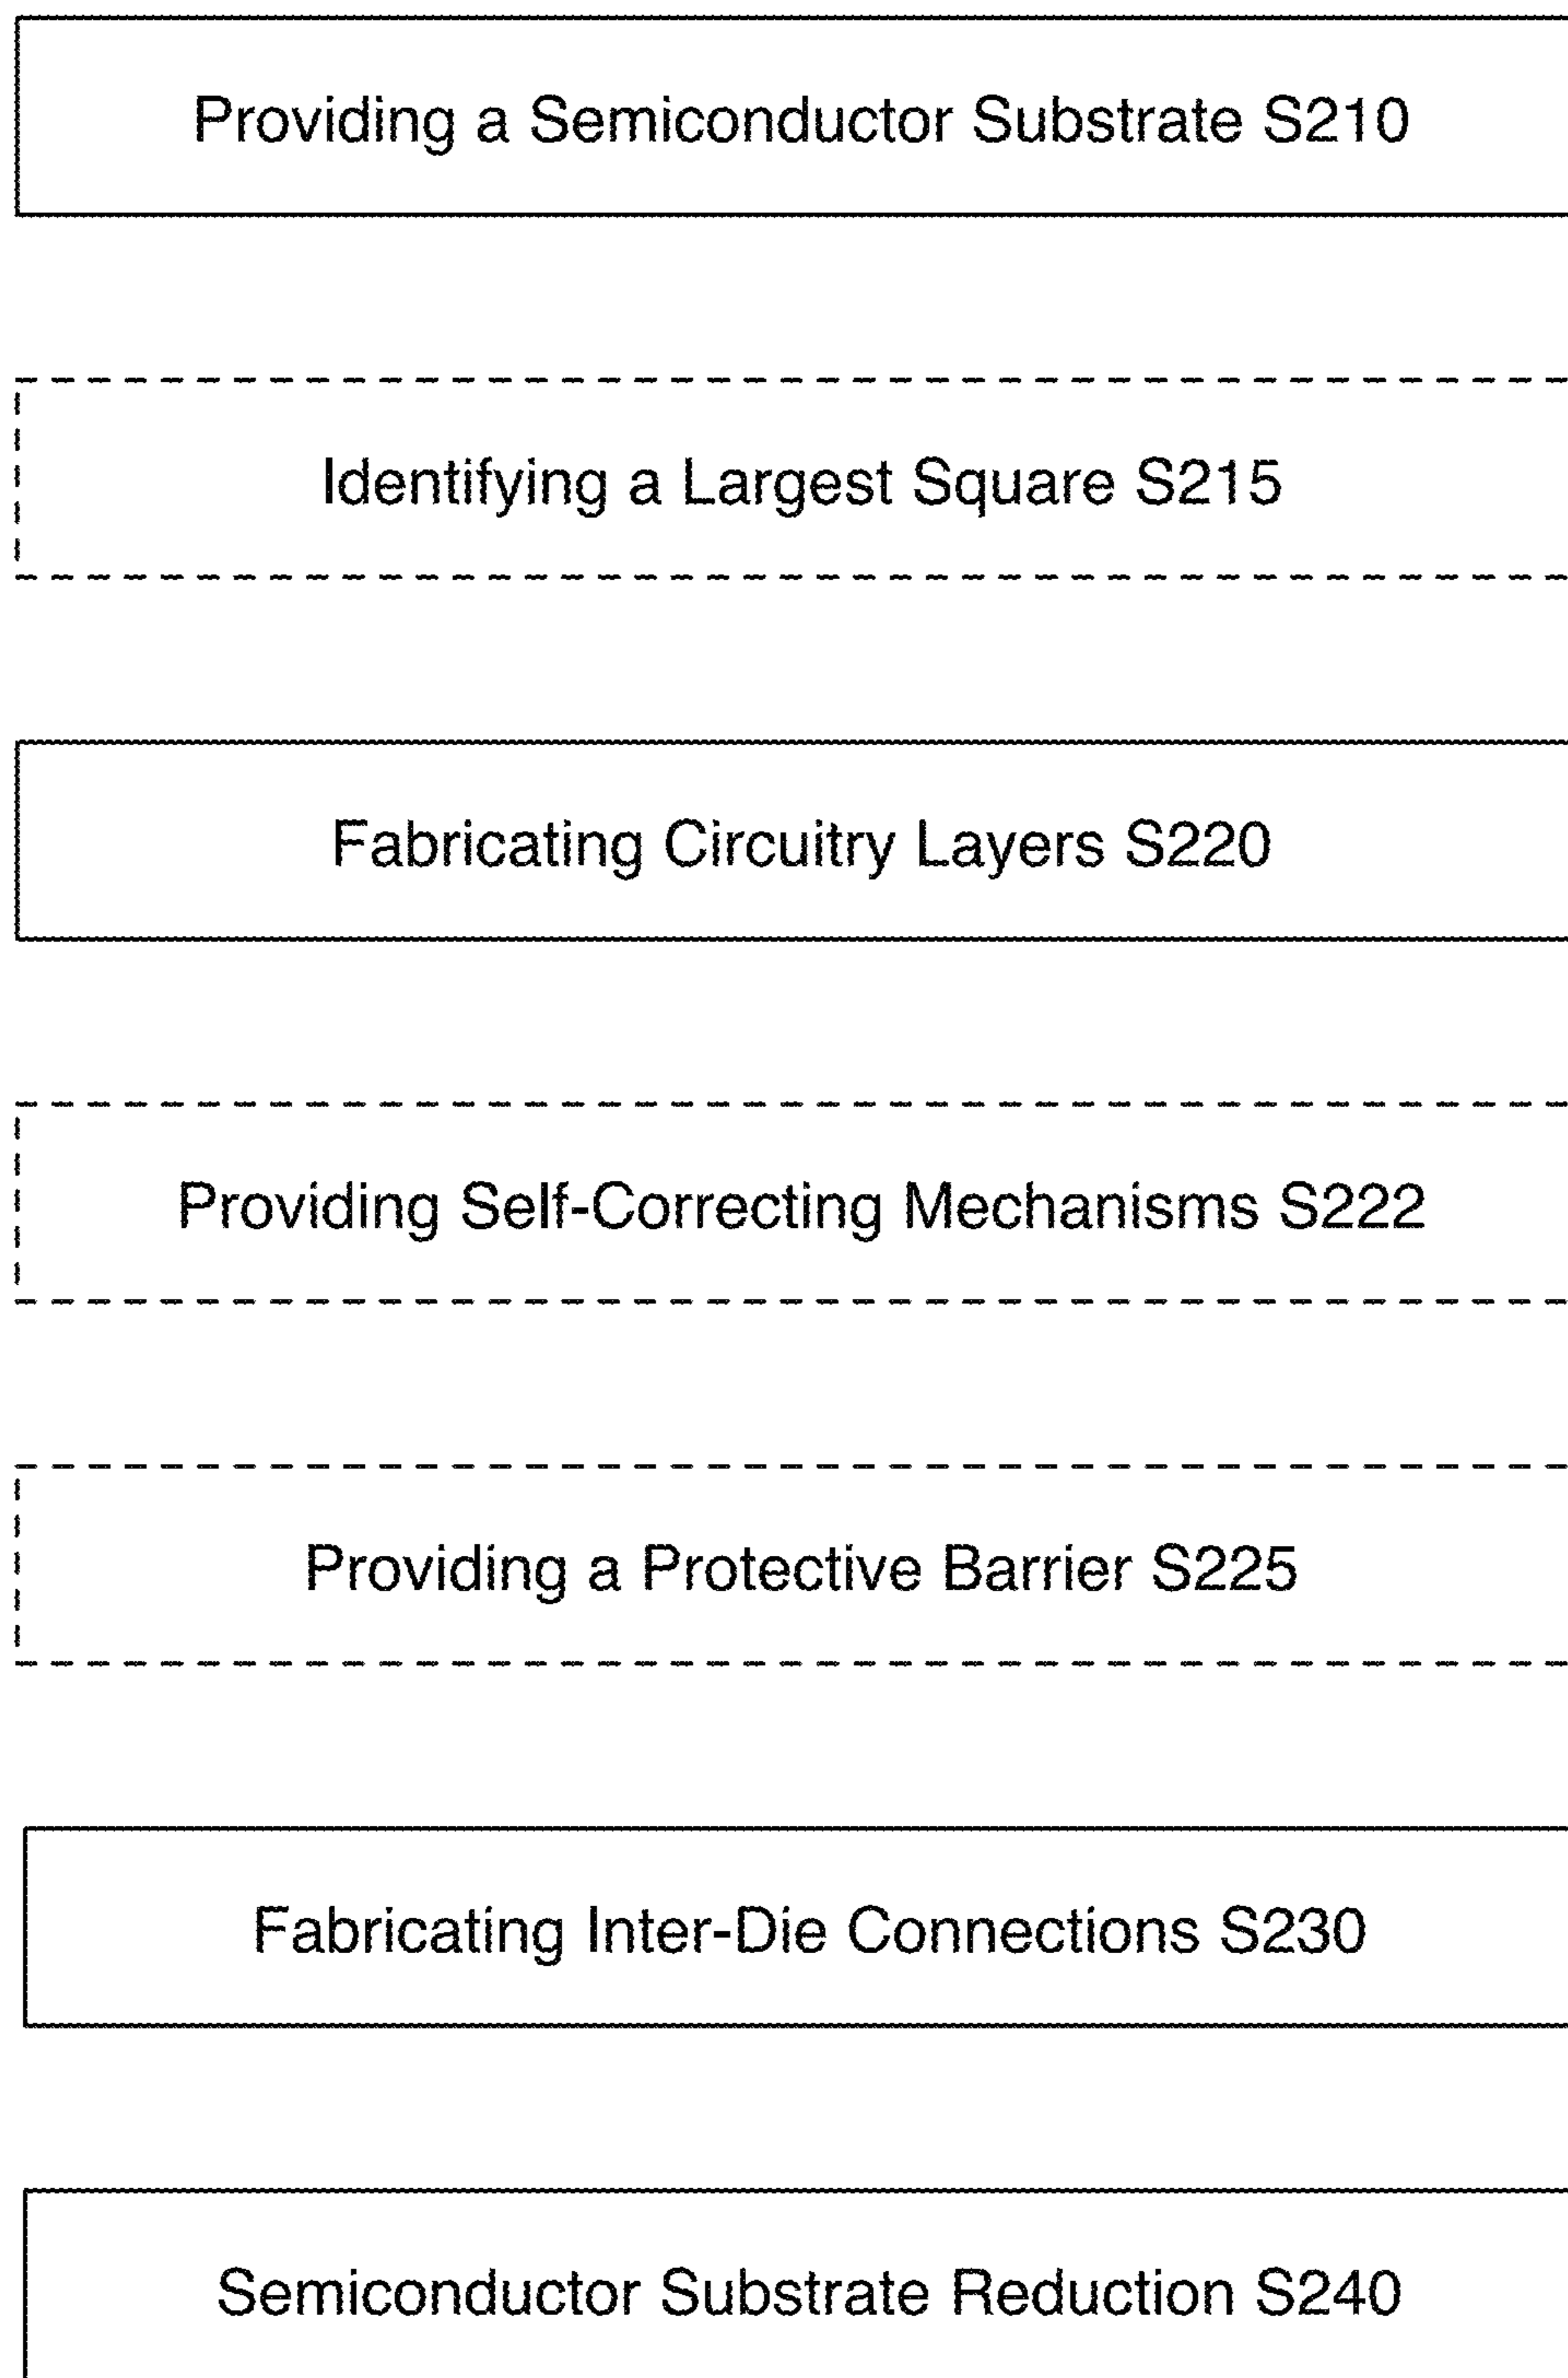 Providing a Semiconductor Substrate S210
Identifying a Largest Square S215
Fabricating Circuitry Layers S220
Providing Self-Correcting Mechanisms S222
Providing a Protective Barrier S225
Fabricating Inter-Die Connections S230
Semiconductor Substrate Reduction S240